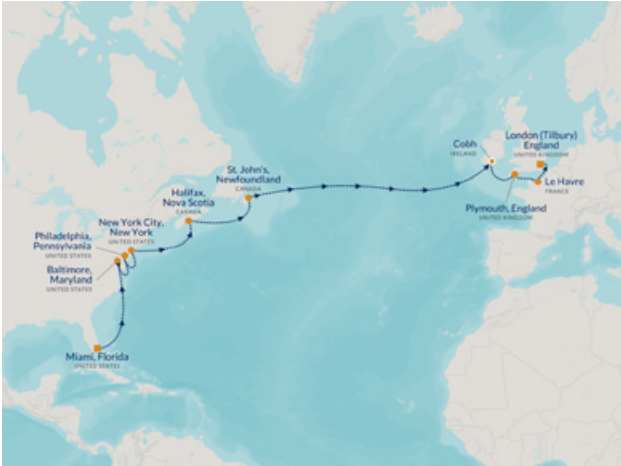 Cobh
IRELAND
London (Tilbury)
England
UNITED KINGDOM
Le Havre
FRANCE
Plymouth, England
UNITED KINGDOM
St. John's,
Newfoundland
CANADA
Halifax,
Nova Scotia
CANADA
New York City,
New York
UNITED STATES
Philadelphia,
Pennsylvania
UNITED STATES
Baltimore,
Maryland
UNITED STATES
Miami, Florida
UNITED STATES